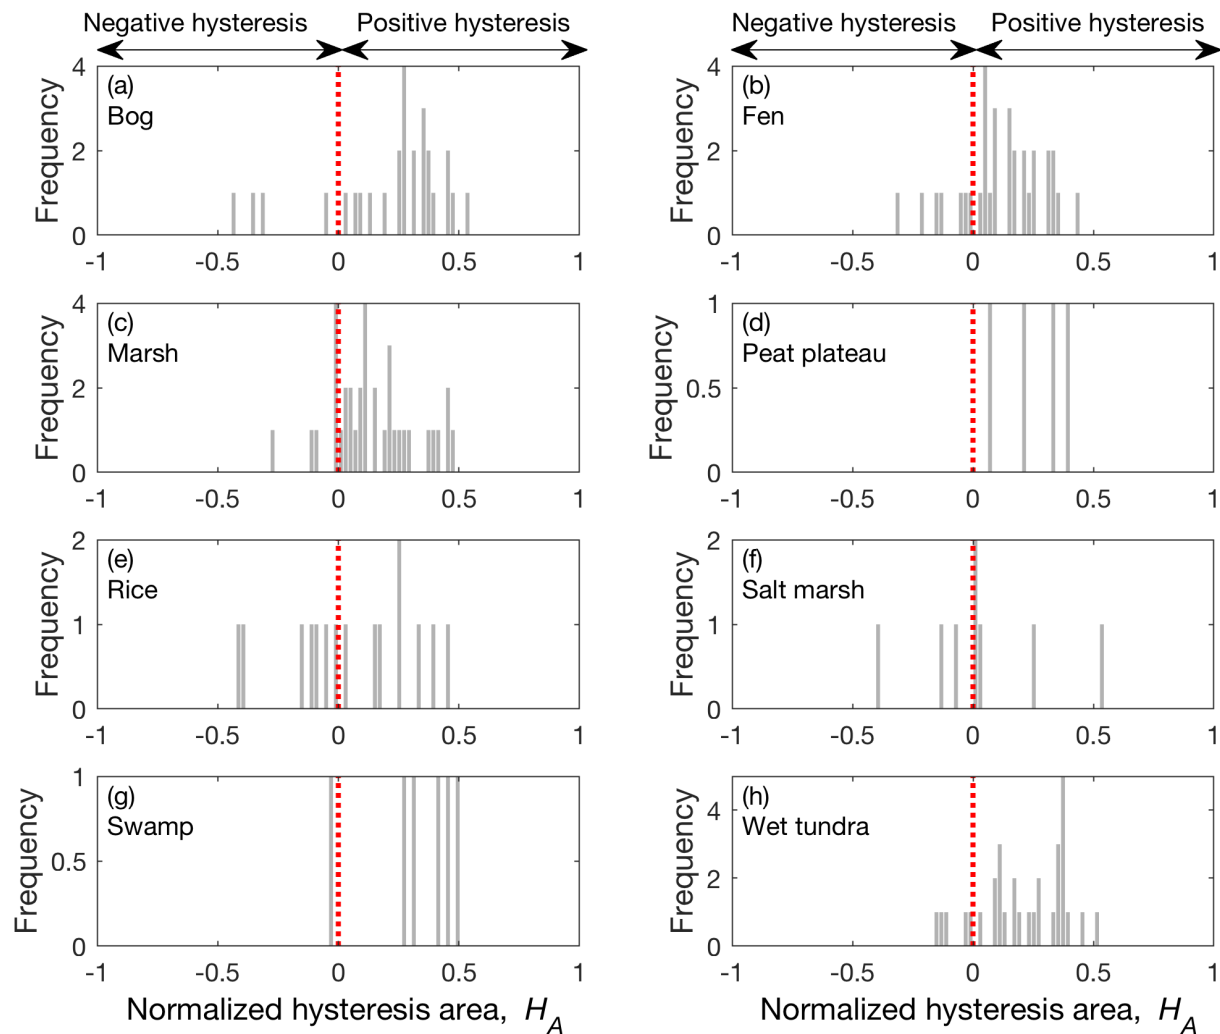 Negative hysteresis Positive hysteresis Negative hysteresis Positive hysteresis
4 (a) Bog
2
0
Frequency
-1 -0.5 0 0.5 1
4 (b) Fen
2
0
Frequency
-1 -0.5 0 0.5 1
4 (c) Marsh
2
0
Frequency
-1 -0.5 0 0.5 1
1 (d) Peat plateau
0.5
0
Frequency
-1 -0.5 0 0.5 1
2 (e) Rice
1
0
Frequency
-1 -0.5 0 0.5 1
2 (f) Salt marsh
1
0
Frequency
-1 -0.5 0 0.5 1
1 (g) Swamp
0.5
0
Frequency
-1 -0.5 0 0.5 1
Normalized hysteresis area, H_A
(h) Wet tundra
4
2
0
Frequency
-1 -0.5 0 0.5 1
Normalized hysteresis area, H_A